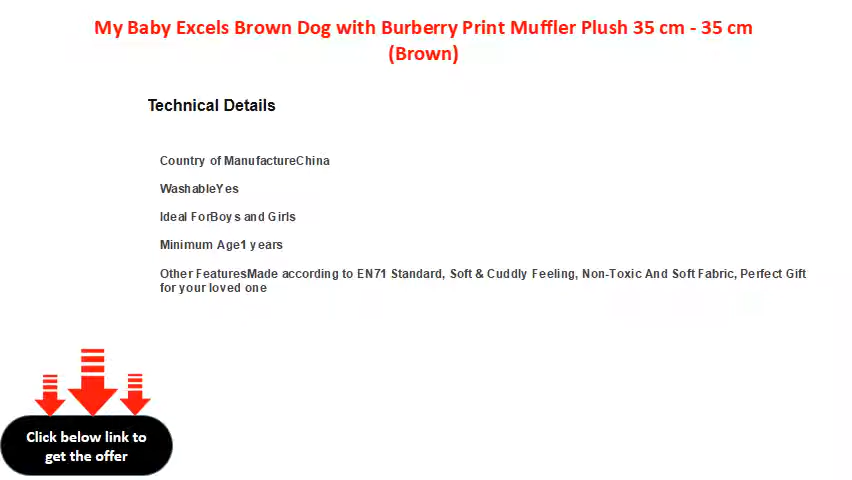 My Baby Excels Brown Dog with Burberry Print Muffler Plush 35 cm - 35 cm
(Brown)
Technical Details
Country of ManufactureChina
WashableYes
Ideal ForBoys and Girls
Minimum Age1 years
Other FeaturesMade according to EN71 Standard, Soft & Cuddly Feeling, Non-Toxic And Soft Fabric, Perfect Gift
for your loved one
Click below link to
get the offer